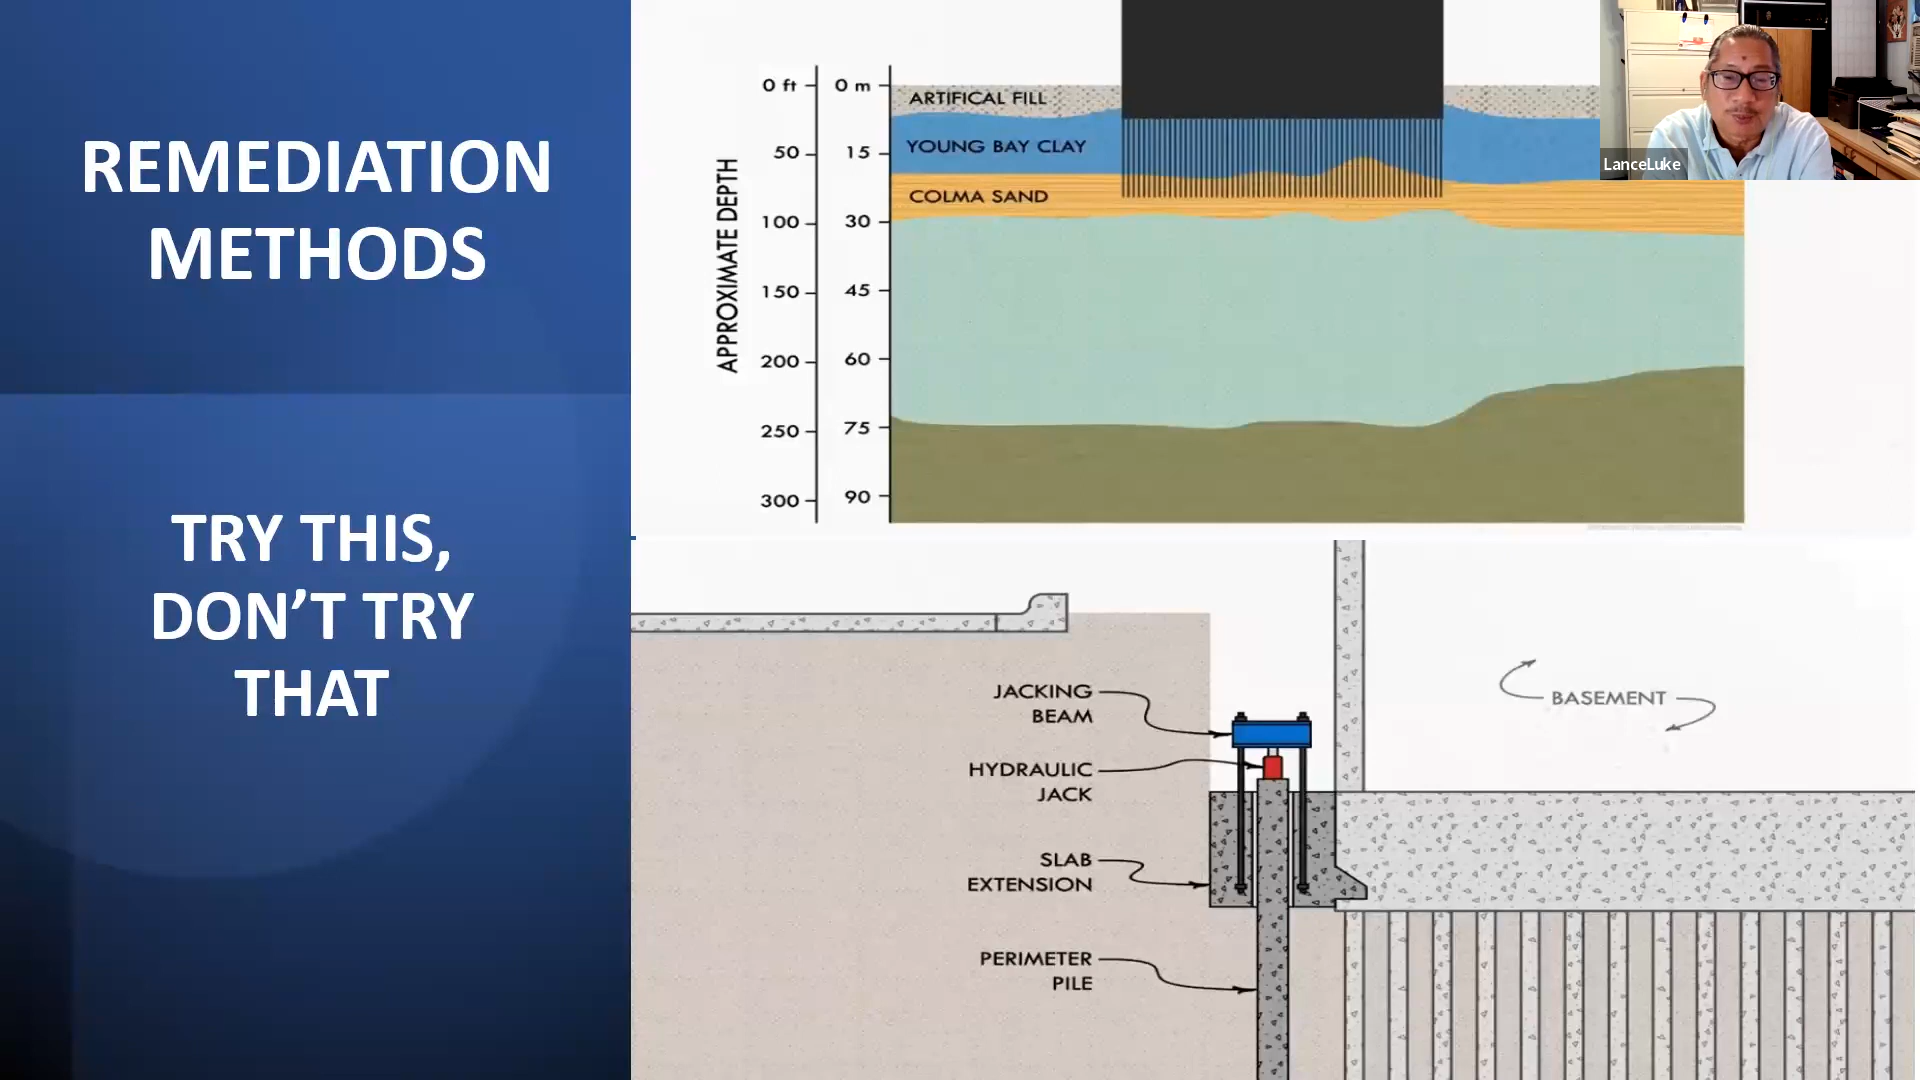 REMEDIATION
METHODS
TRY THIS,
DON'T TRY
THAT
APPROXIMATE DEPTH
0 ft
0 m
50
15
100
30
150
45
200
60
250
75
300
90
ARTIFICAL FILL
YOUNG BAY CLAY
COLMA SAND
LanceLuke
JACKING
BEAM
HYDRAULIC
JACK
SLAB
EXTENSION
PERIMETER
PILE
BASEMENT